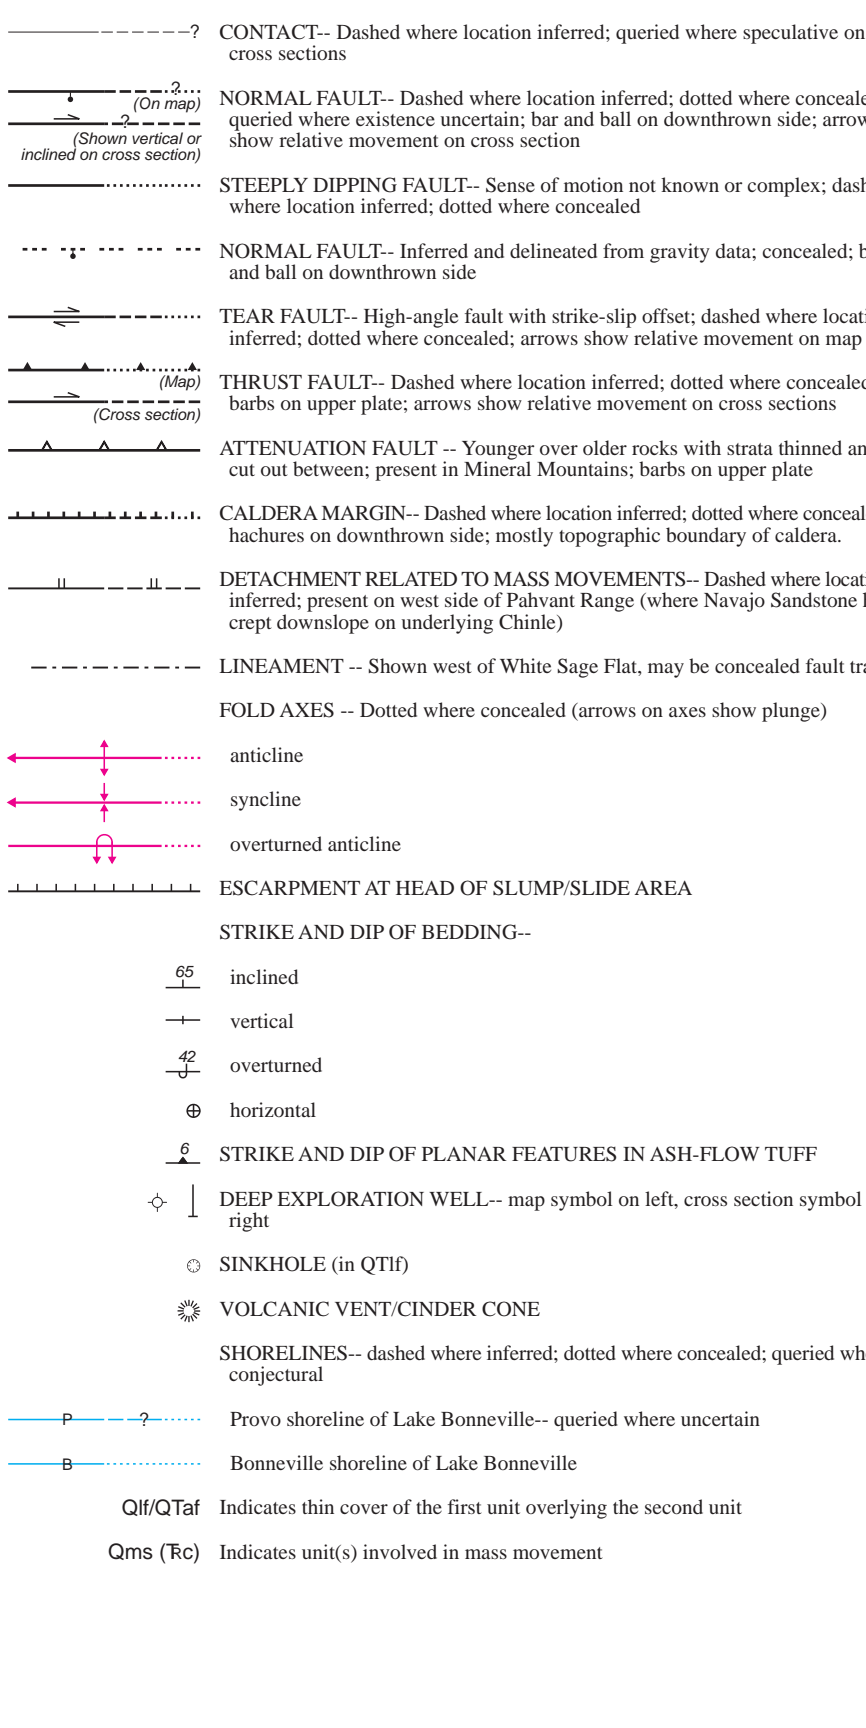 ? CONTACT-- Dashed where location inferred; queried where speculative on
cross sections
? (On map) NORMAL FAULT-- Dashed where location inferred; dotted where
? queried where existence uncertain; bar and ball on downthrown side;
(Shown vertical or show relative movement on cross section
inclined on cross section)
STEEPLY DIPPING FAULT-- Sense of motion not known or complex;
where location inferred; dotted where concealed
NORMAL FAULT-- Inferred and delineated from gravity data; concealed;
and ball on downthrown side
TEAR FAULT-- High-angle fault with strike-slip offset; dashed where
inferred; dotted where concealed; arrows show relative movement on map
(Map) THRUST FAULT-- Dashed where location inferred; dotted where
barbs on upper plate; arrows show relative movement on cross sections
(Cross section)
ATTENUATION FAULT -- Younger over older rocks with strata thinned
cut out between; present in Mineral Mountains; barbs on upper plate
CALDERA MARGIN-- Dashed where location inferred; dotted where
hachures on downthrown side; mostly topographic boundary of caldera.
DETACHMENT RELATED TO MASS MOVEMENTS-- Dashed where
inferred; present on west side of Pahvant Range (where Navajo Sandstone
crept downslope on underlying Chinle)
LINEAMENT -- Shown west of White Sage Flat, may be concealed fault
FOLD AXES -- Dotted where concealed (arrows on axes show plunge)
anticline
syncline
overturned anticline
ESCARPMENT AT HEAD OF SLUMP/SLIDE AREA
STRIKE AND DIP OF BEDDING--
65 inclined
vertical
42 overturned
horizontal
6 STRIKE AND DIP OF PLANAR FEATURES IN ASH-FLOW TUFF
DEEP EXPLORATION WELL-- map symbol on left, cross section symbol
right
SINKHOLE (in QTlf)
VOLCANIC VENT/CINDER CONE
SHORELINES-- dashed where inferred; dotted where concealed; queried
conjectural
P ? Provo shoreline of Lake Bonneville-- queried where uncertain
B Bonneville shoreline of Lake Bonneville
Qlf/QTaf Indicates thin cover of the first unit overlying the second unit
Qms (Ŧc) Indicates unit(s) involved in mass movement